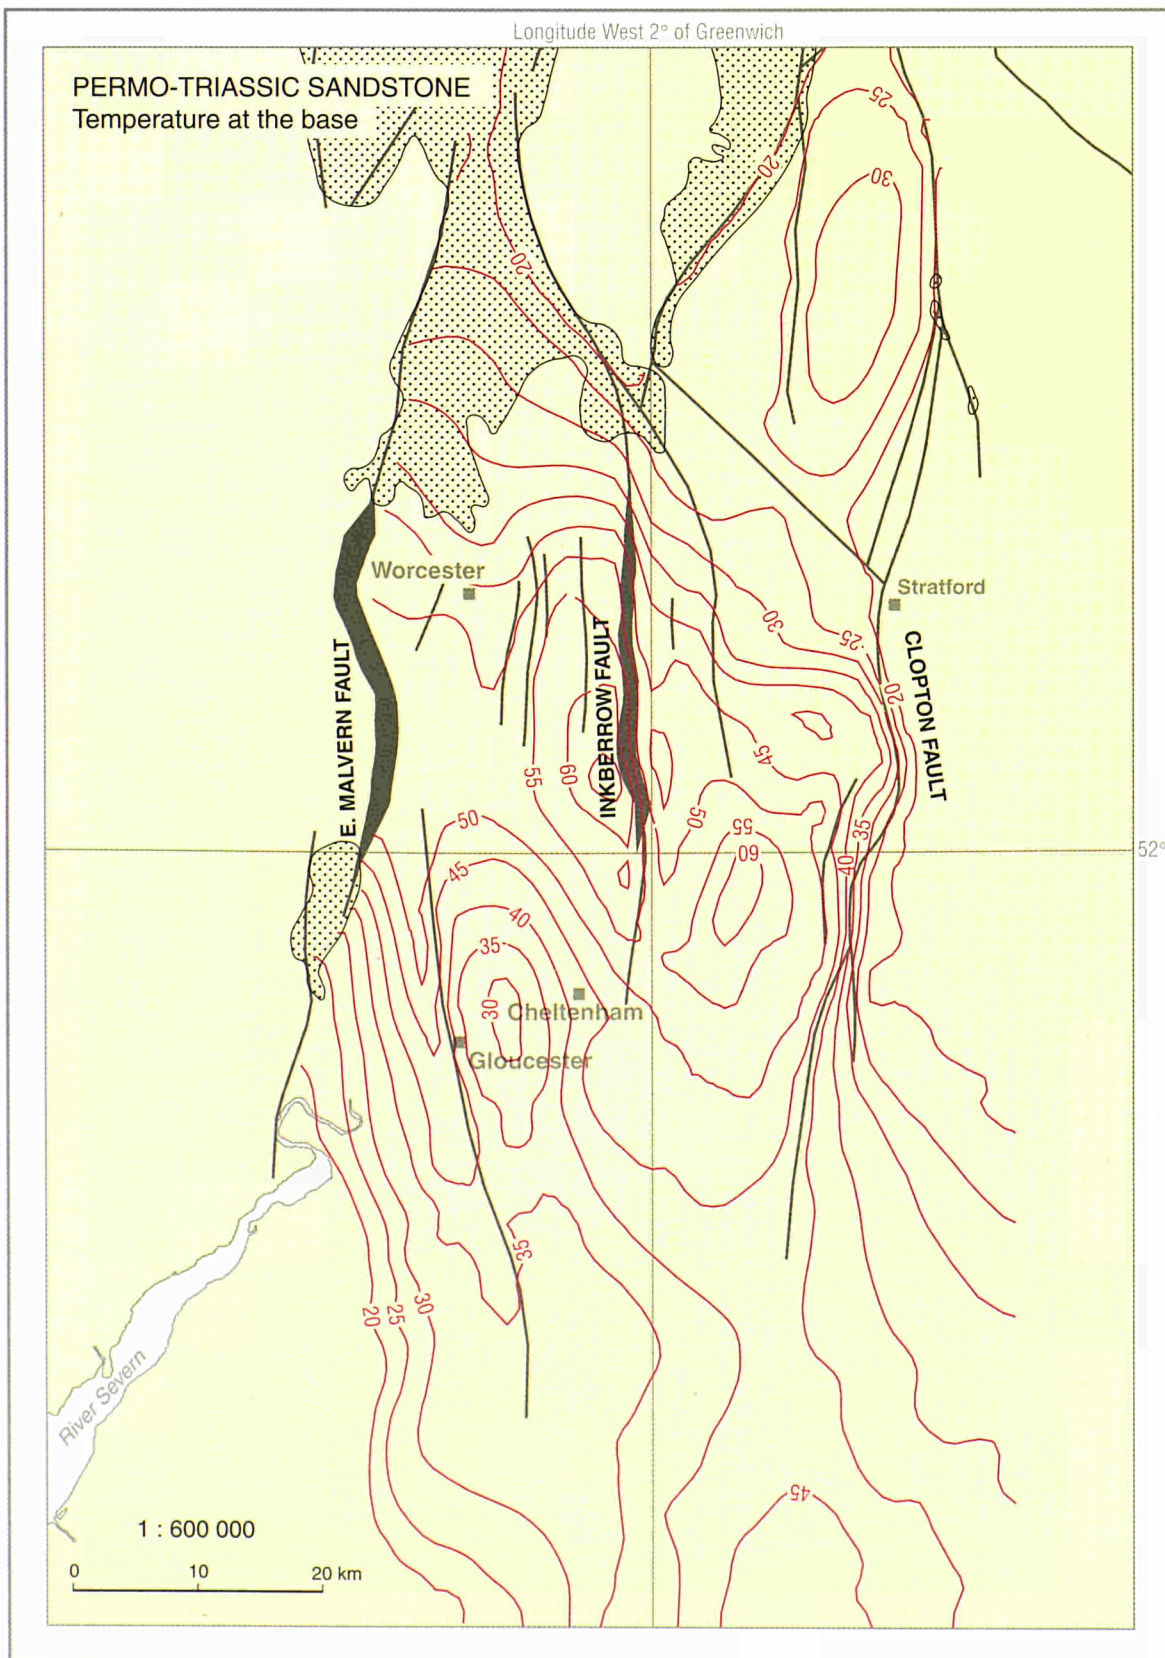 Longitude West 2° of Greenwich
PERMO-TRIASSIC SANDSTONE
Temperature at the base
25
20
30
20
Worcester
Stratford
30
25
20
E. MALVERN FAULT
INKBERROW FAULT
CLOPTON FAULT
45
55
60
50
50
55
35
60
40
52°
45
40
35
30
Cheltenham
Gloucester
35
20
25
30
River Severn
45
1 : 600 000
0 10 20 km